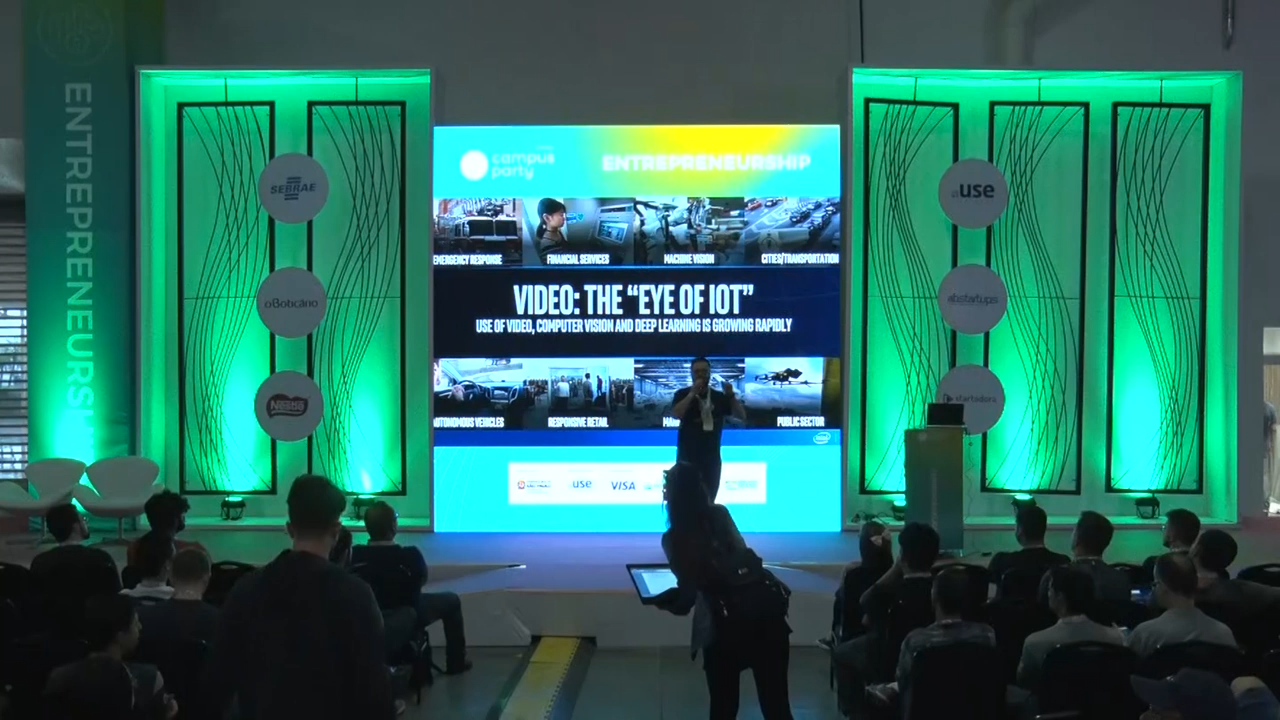 ENTREPRENEURS
SEBRAE
oBoticário
Nestlé
campus
party
ENTREPRENEURSHIP
EMERGENCY RESPONSE
FINANCIAL SERVICES
MACHINE VISION
CITIES/TRANSPORTATION
VIDEO: THE “EYE OF IOT”
USE OF VIDEO, COMPUTER VISION AND DEEP LEARNING IS GROWING RAPIDLY
AUTONOMOUS VEHICLES
RESPONSIVE RETAIL
PUBLIC SECTOR
use
VISA
use
abstartups
startadora